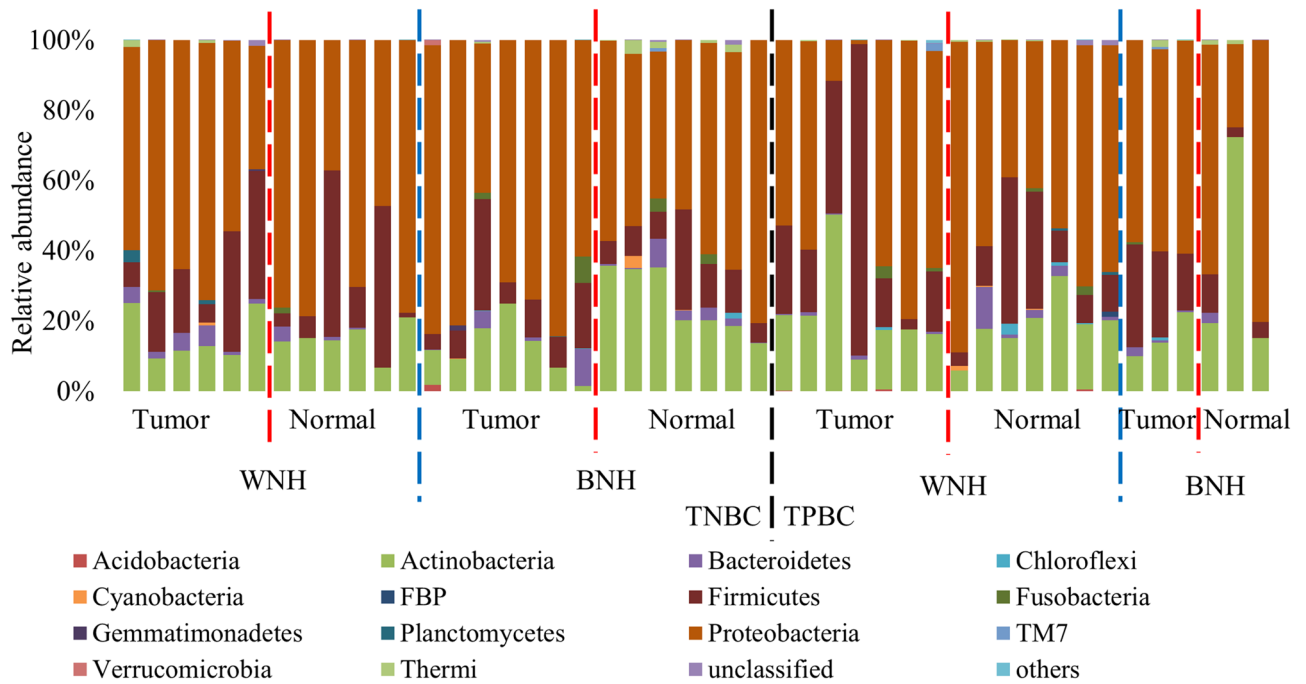 100%
80%
60%
40%
20%
0%
Relative abundance
Tumor Normal Tumor Normal Tumor Normal Tumor Normal
WNH BNH WNH BNH
TNBC TPBC
Acidobacteria Actinobacteria Bacteroidetes Chloroflexi
Cyanobacteria FBP Firmicutes Fusobacteria
Gemmatimonadetes Planctomycetes Proteobacteria TM7
Verrucomicrobia Thermi unclassified others